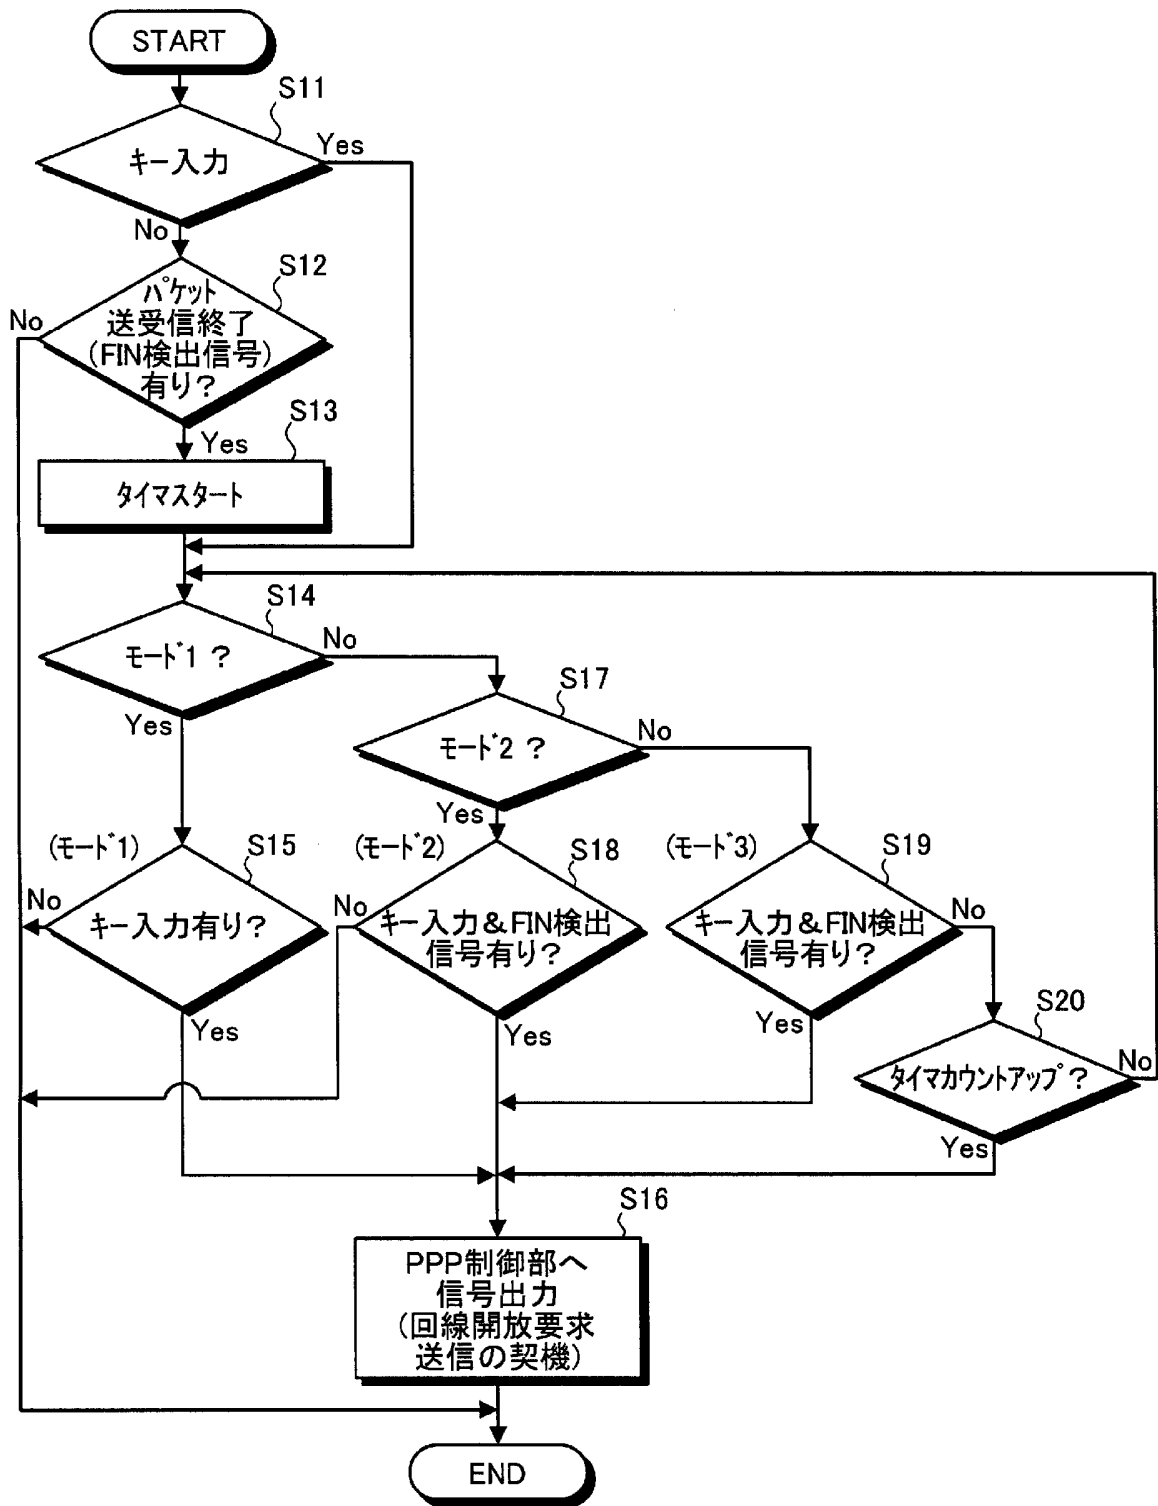 START
S11
キー入力
Yes
No
S12
パケット
送受信終了
(FIN検出信号)
有り?
No
Yes
S13
タイマスタート
S14
モード1 ?
No
Yes
S17
モード2 ?
No
Yes
(モード1)
S15
キー入力有り?
No
Yes
(モード2)
S18
キー入力&FIN検出
信号有り?
No
Yes
(モード3)
S19
キー入力&FIN検出
信号有り?
No
Yes
S20
タイマカウントアップ?
No
Yes
S16
PPP制御部へ
信号出力
(回線開放要求
送信の契機)
END